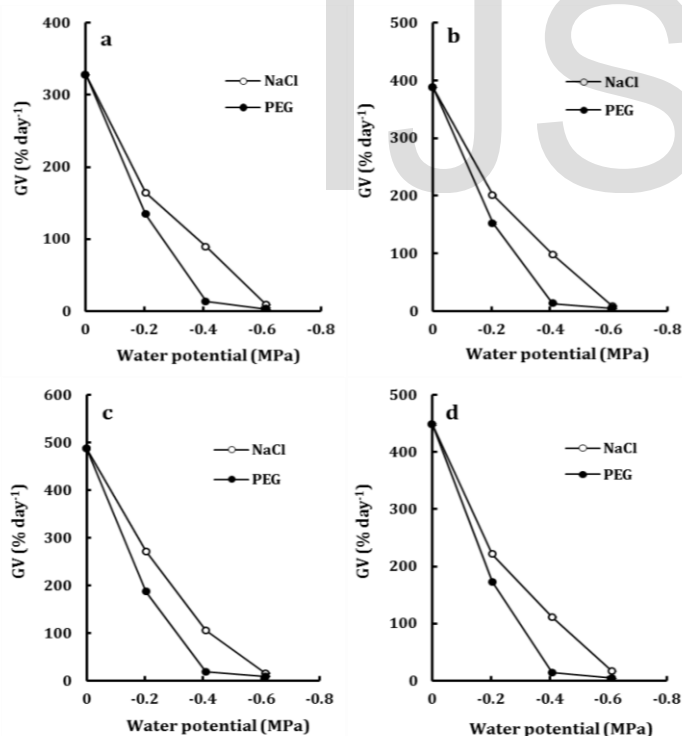 IJS
a
400
300
200
100
0
GV (% day-1)
NaCl
PEG
0 -0.2 -0.4 -0.6 -0.8
Water potential (MPa)
b
500
400
300
200
100
0
GV (% day-1)
NaCl
PEG
0 -0.2 -0.4 -0.6 -0.8
Water potential (MPa)
c
600
500
400
300
200
100
0
GV (% day-1)
NaCl
PEG
0 -0.2 -0.4 -0.6 -0.8
Water potential (MPa)
d
500
400
300
200
100
0
GV (% day-1)
NaCl
PEG
0 -0.2 -0.4 -0.6 -0.8
Water potential (MPa)